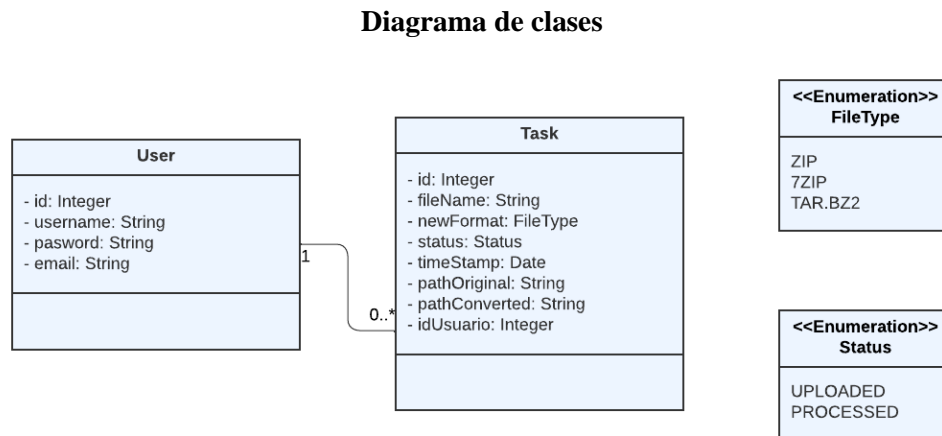 Diagrama de clases
User
- id: Integer
- username: String
- pasword: String
- email: String
1
0..*
Task
- id: Integer
- fileName: String
- newFormat: FileType
- status: Status
- timeStamp: Date
- pathOriginal: String
- pathConverted: String
- idUsuario: Integer
<<Enumeration>>
FileType
ZIP
7ZIP
TAR.BZ2
<<Enumeration>>
Status
UPLOADED
PROCESSED